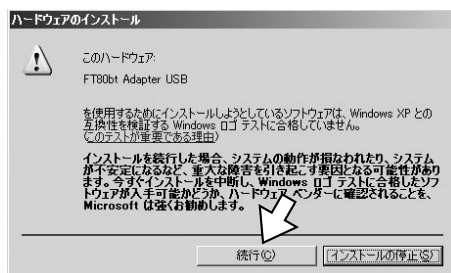 ハードウェアのインストール
このハードウェア:
FT80bt Adapter USB
を使用するためにインストールしようとしているソフトウェアは、Windows XP との
互換性を検証する Windows ロゴ テストに合格していません。
(このテストが重要である理由)
インストールを続行した場合、システムの動作が損なわれたり、システム
が不安定になるなど、重大な障害を引き起こす要因となる可能性があり
ます。今すぐインストールを中断し、Windows ロゴ テストに合格したソフ
トウェアが入手可能かどうか、ハードウェア ベンダーに確認されることを、
Microsoft は強くお勧めします。
続行(C)
インストールの停止(S)